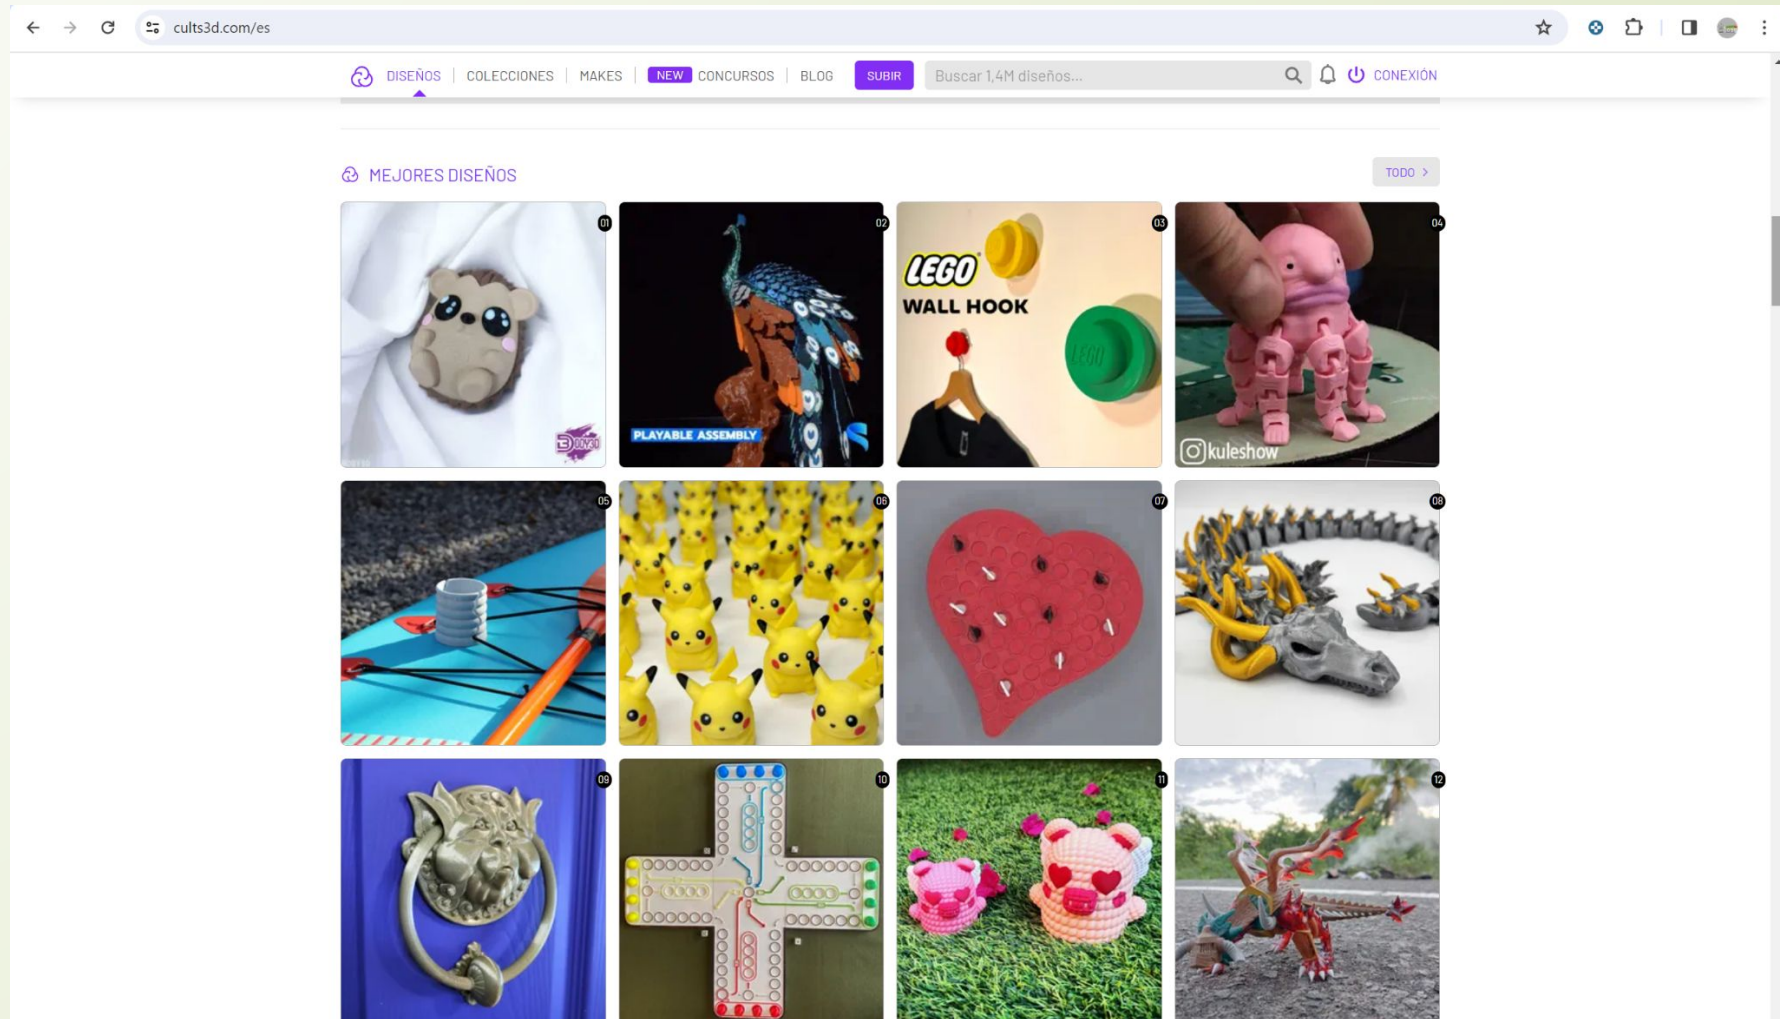 cults3d.com/es
DISEÑOS COLECCIONES MAKES NEW CONCURSOS BLOG SUBIR Buscar 1,4M diseños... CONEXIÓN
MEJORES DISEÑOS TODO
01 02 03 04
LEGO
WALL HOOK
LEGO
PLAYABLE ASSEMBLY
kuleshow
05 06 07 08
09 10 11 12